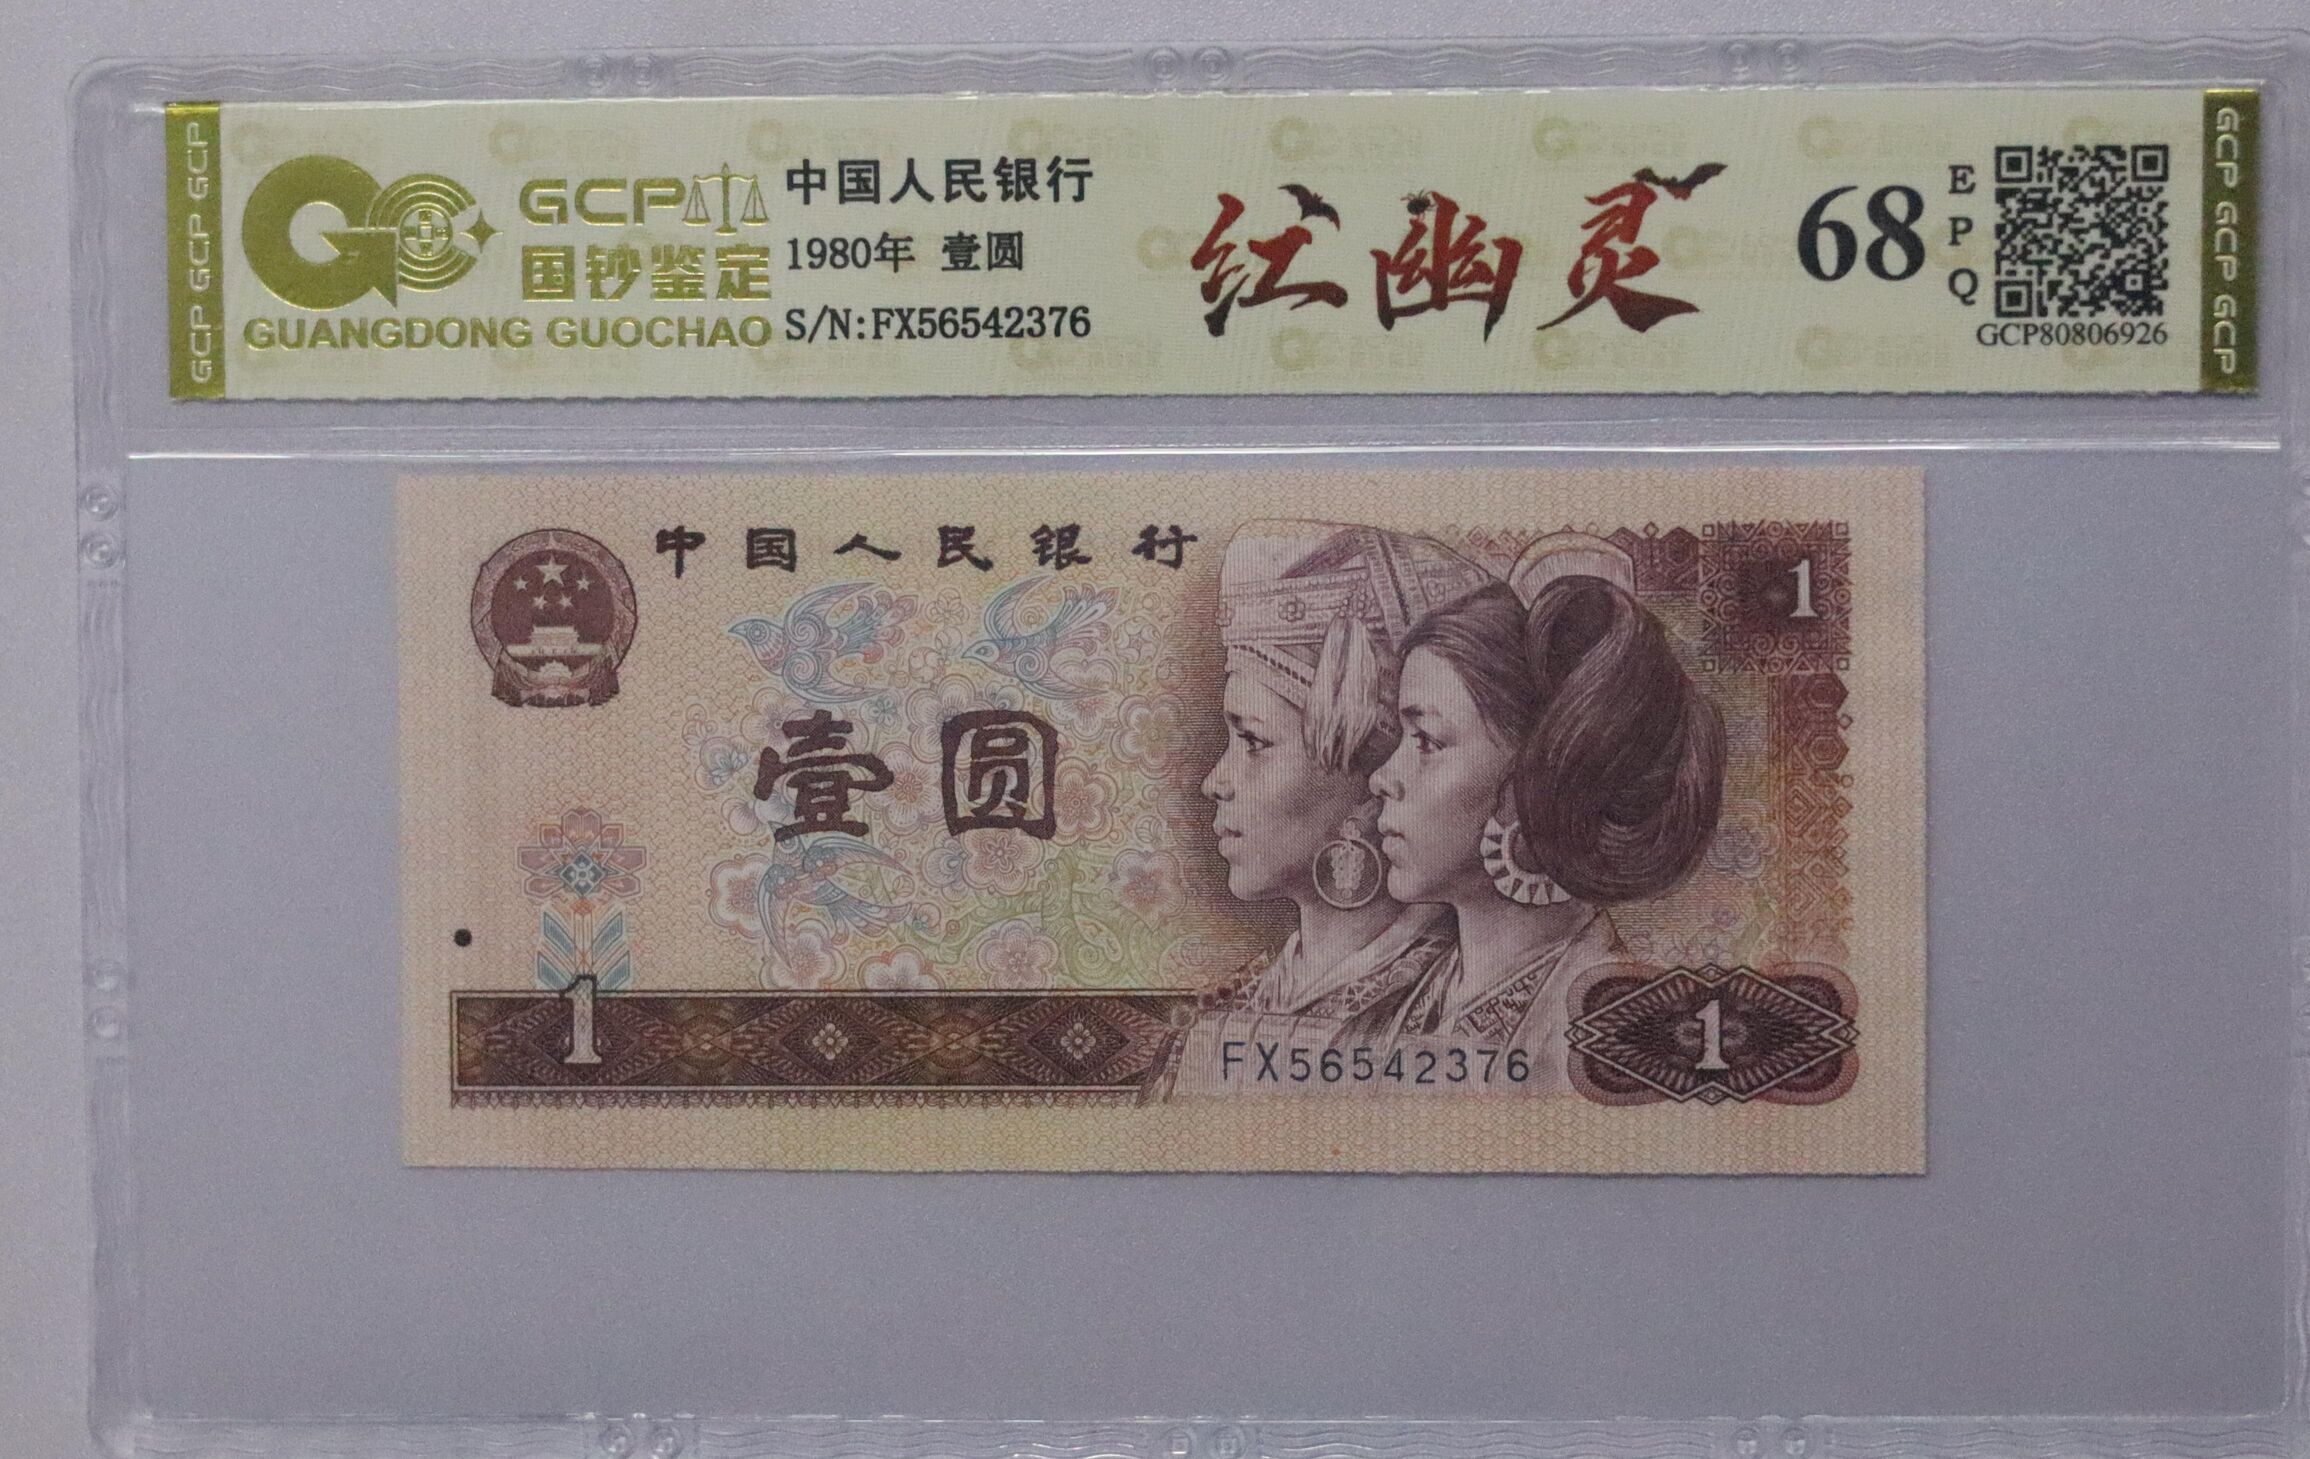 GCP GCP GCP
GCP
国钞鉴定
GUANGDONG GUOCHAO
中国人民银行
1980年 壹圆
S/N:FX56542376
红幽灵
68
EPQ
GCP80806926
GCP GCP GCP
中国人民银行
1
壹圆
1
FX56542376
1